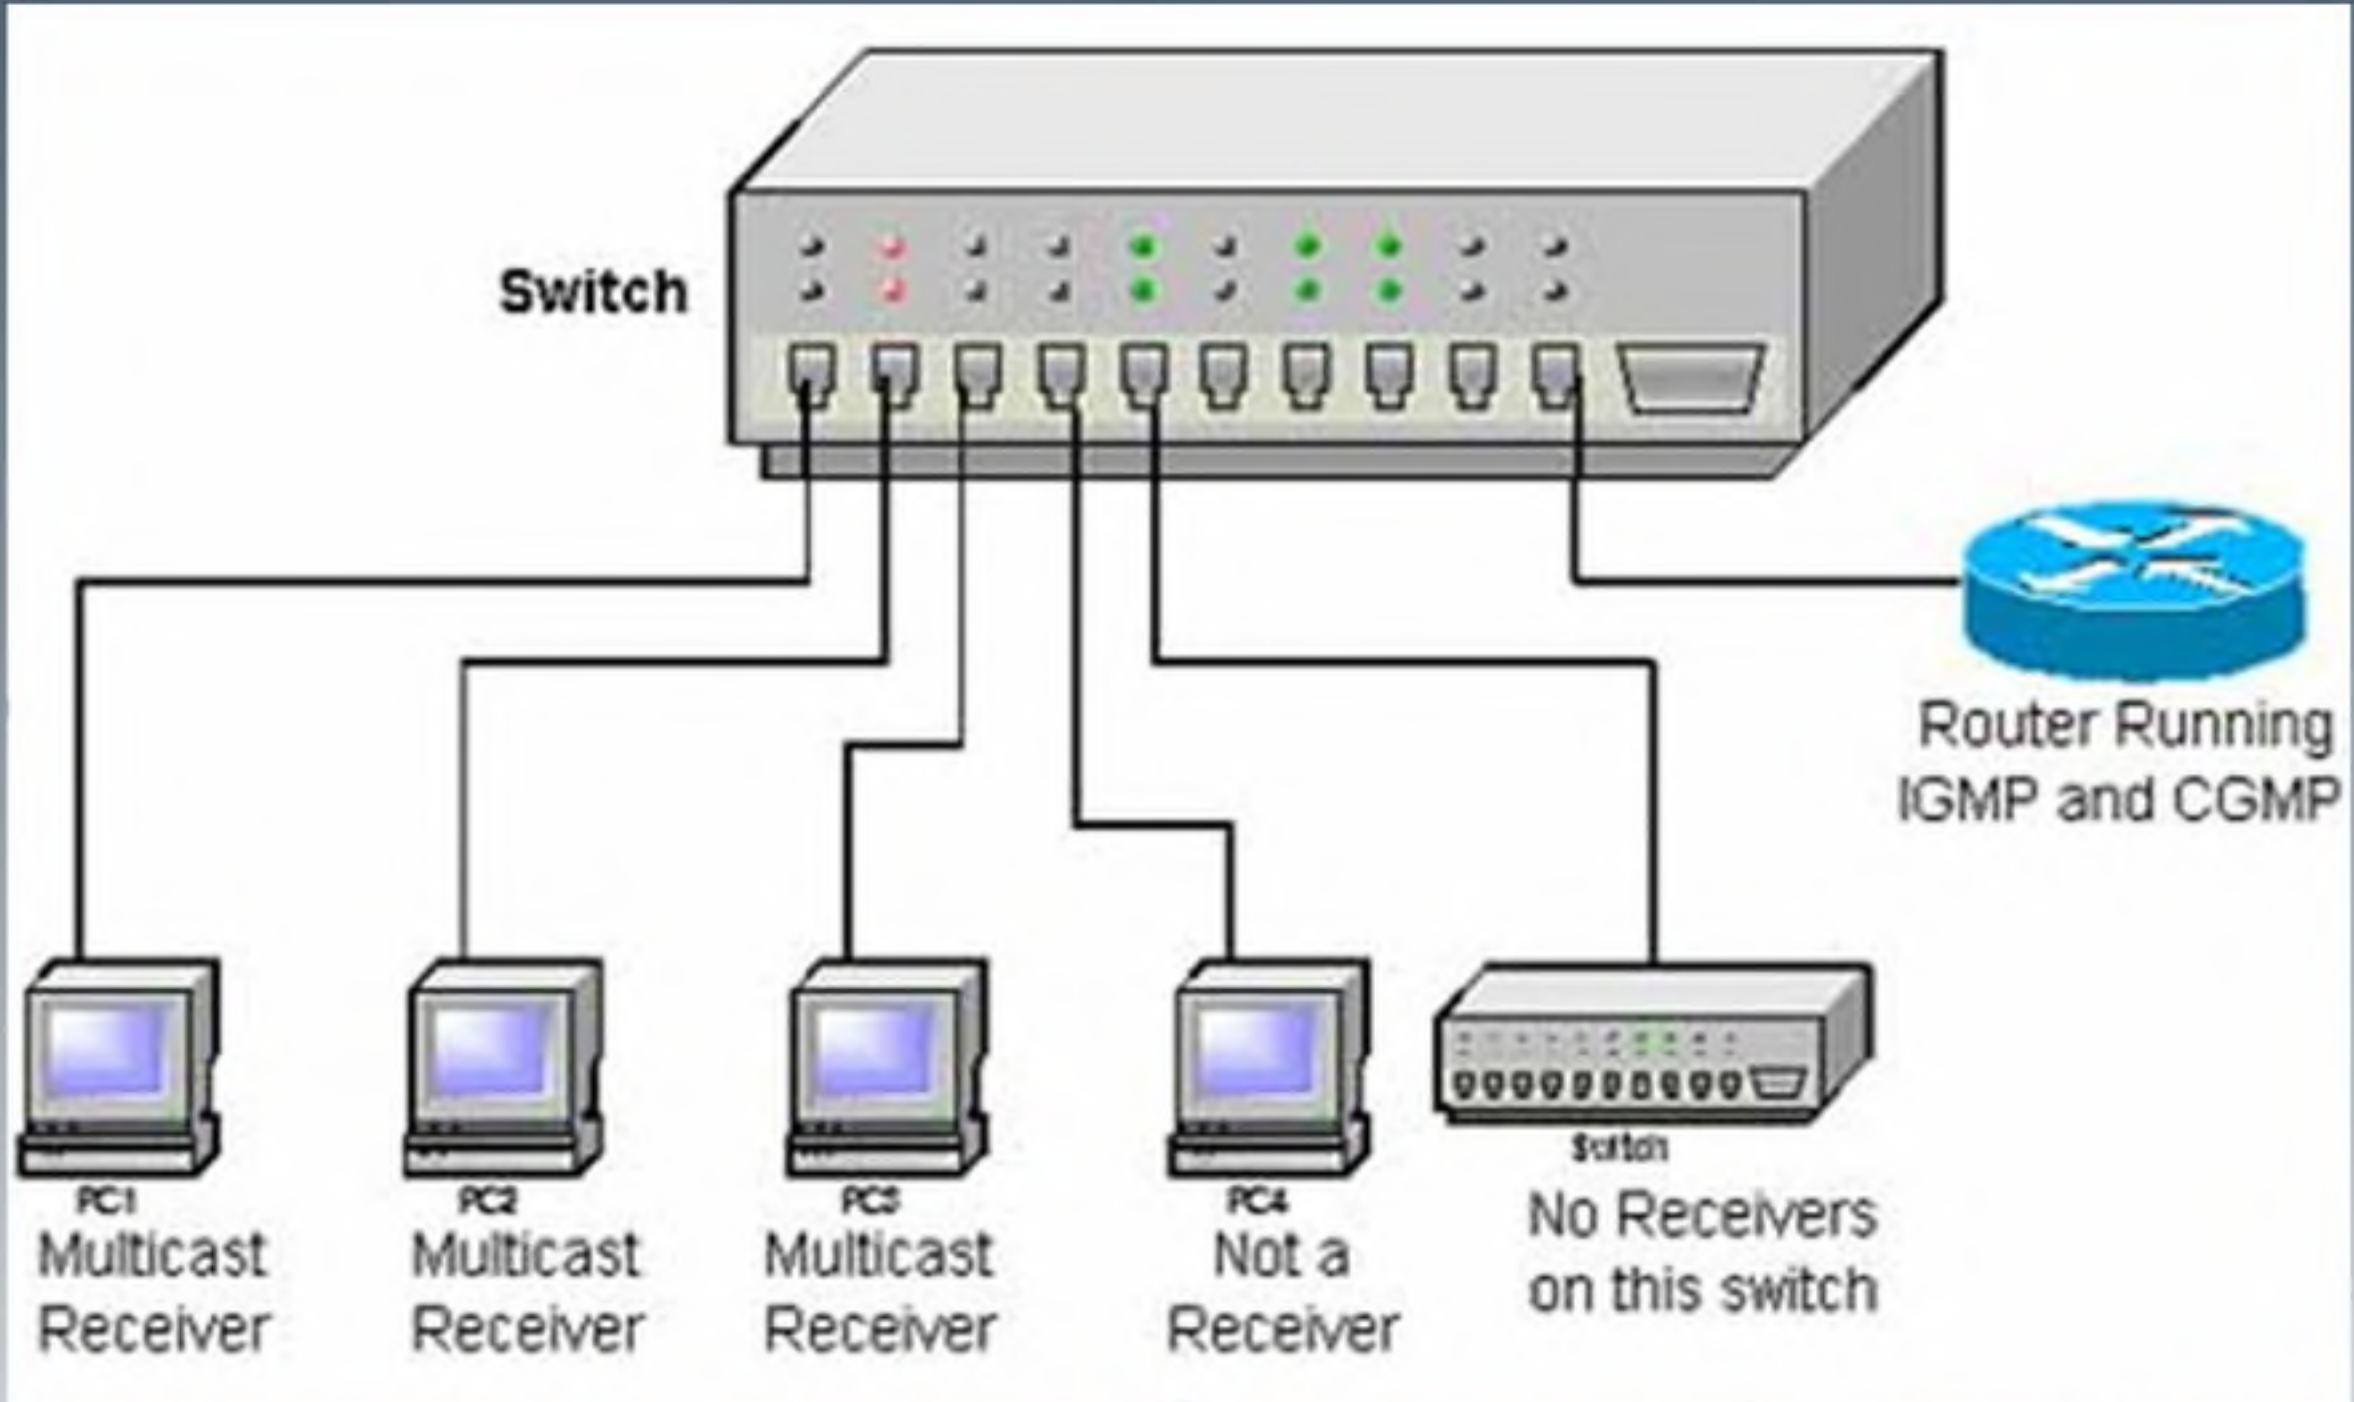 Switch
Router Running
IGMP and CGMP
PC1
Multicast
Receiver
PC2
Multicast
Receiver
PC3
Multicast
Receiver
PC4
Not a
Receiver
Switch
No Receivers
on this switch